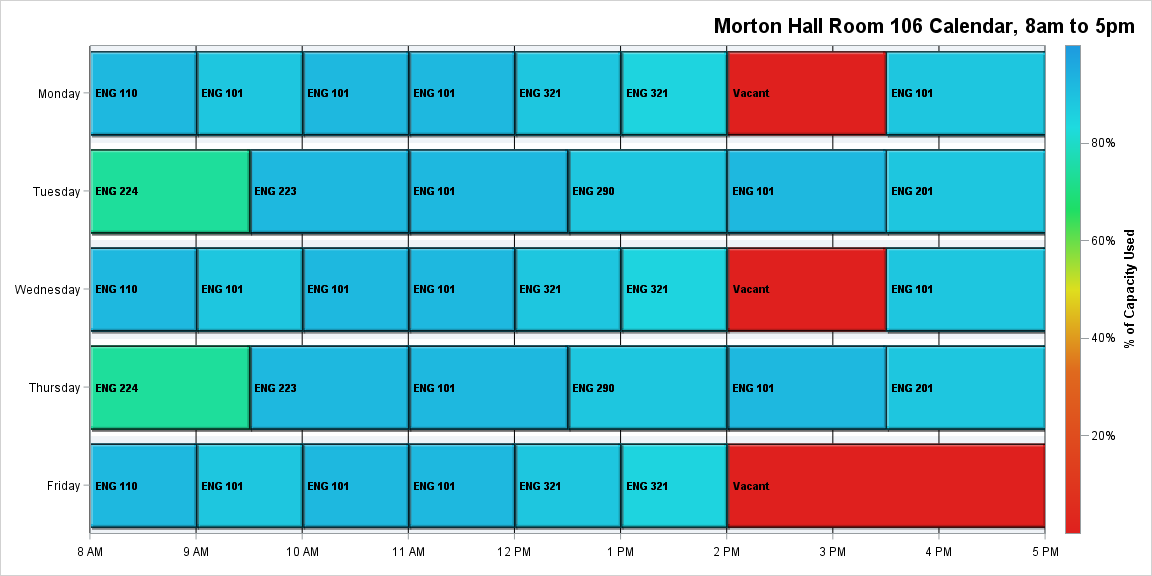 Morton Hall Room 106 Calendar, 8am to 5pm
Monday ENG 110 ENG 101 ENG 101 ENG 101 ENG 321 ENG 321 Vacant ENG 101
80%
Tuesday ENG 224 ENG 223 ENG 101 ENG 290 ENG 101 ENG 201
60%
% of Capacity Used
Wednesday ENG 110 ENG 101 ENG 101 ENG 101 ENG 321 ENG 321 Vacant ENG 101
40%
Thursday ENG 224 ENG 223 ENG 101 ENG 290 ENG 101 ENG 201
20%
Friday ENG 110 ENG 101 ENG 101 ENG 101 ENG 321 ENG 321 Vacant
8 AM 9 AM 10 AM 11 AM 12 PM 1 PM 2 PM 3 PM 4 PM 5 PM